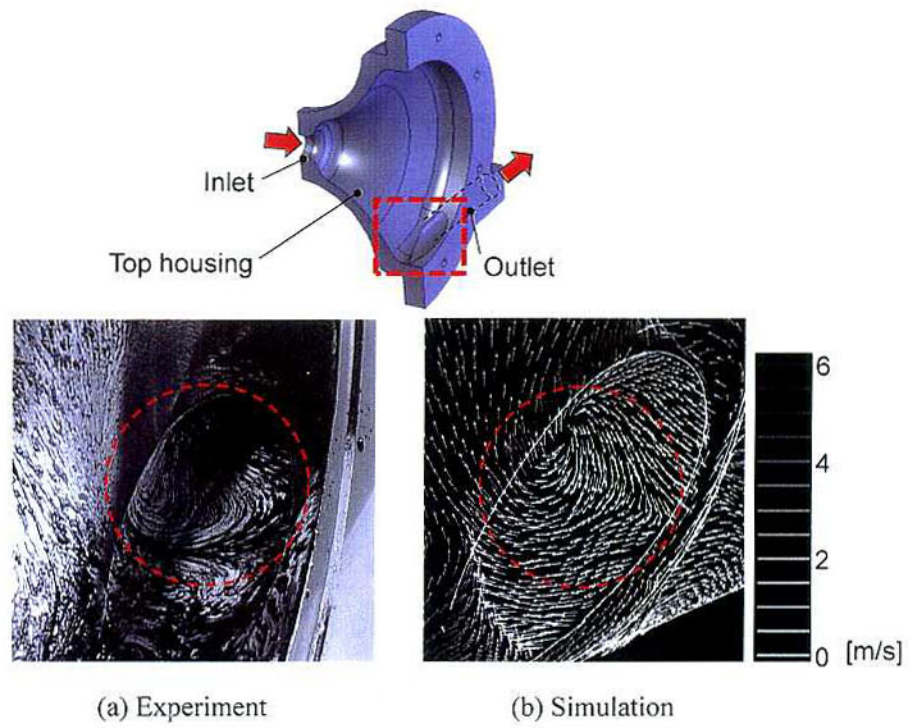 Inlet
Top housing
Outlet
6
4
2
0 [m/s]
(a) Experiment
(b) Simulation